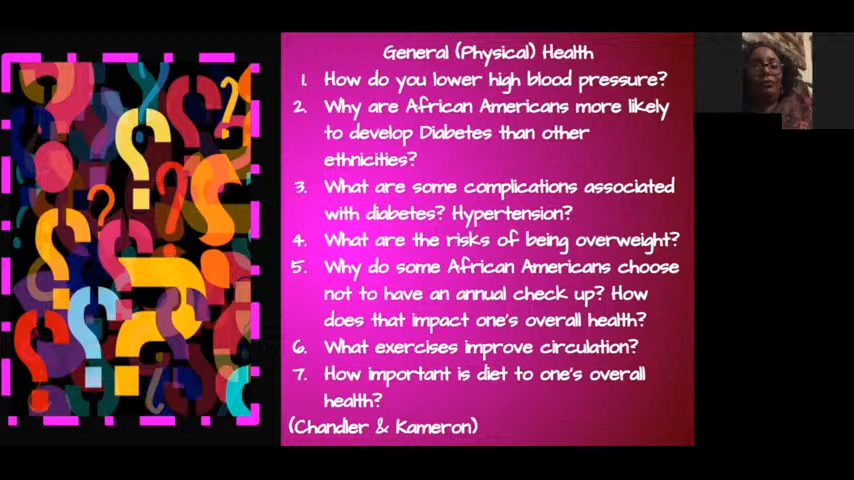 General (Physical) Health
1. How do you lower high blood pressure?
2. Why are African Americans more likely
to develop Diabetes than other
ethnicities?
3. What are some complications associated
with diabetes? Hypertension?
4. What are the risks of being overweight?
5. Why do some African Americans choose
not to have an annual check up? How
does that impact one's overall health?
6. What exercises improve circulation?
7. How important is diet to one's overall
health?
(Chandler & Kameron)